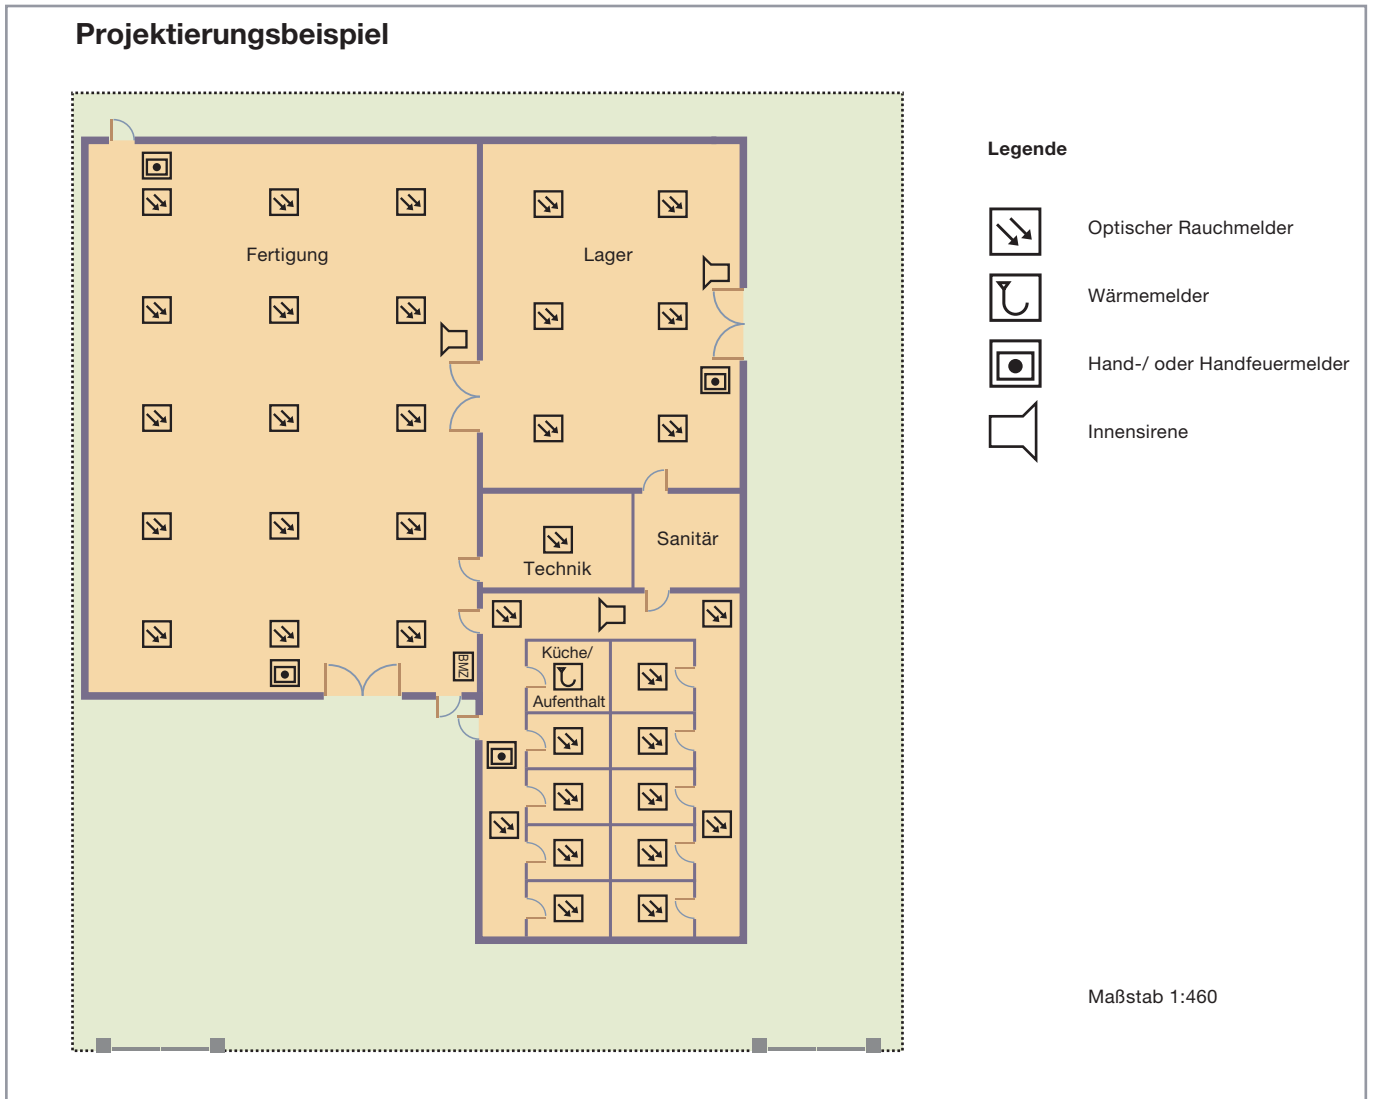 Projektierungsbeispiel
Fertigung
Lager
Technik
Sanitär
BMZ
Küche/
Aufenthalt
Legende
Optischer Rauchmelder
Wärmemelder
Hand-/ oder Handfeuermelder
Innensirene
Maßstab 1:460